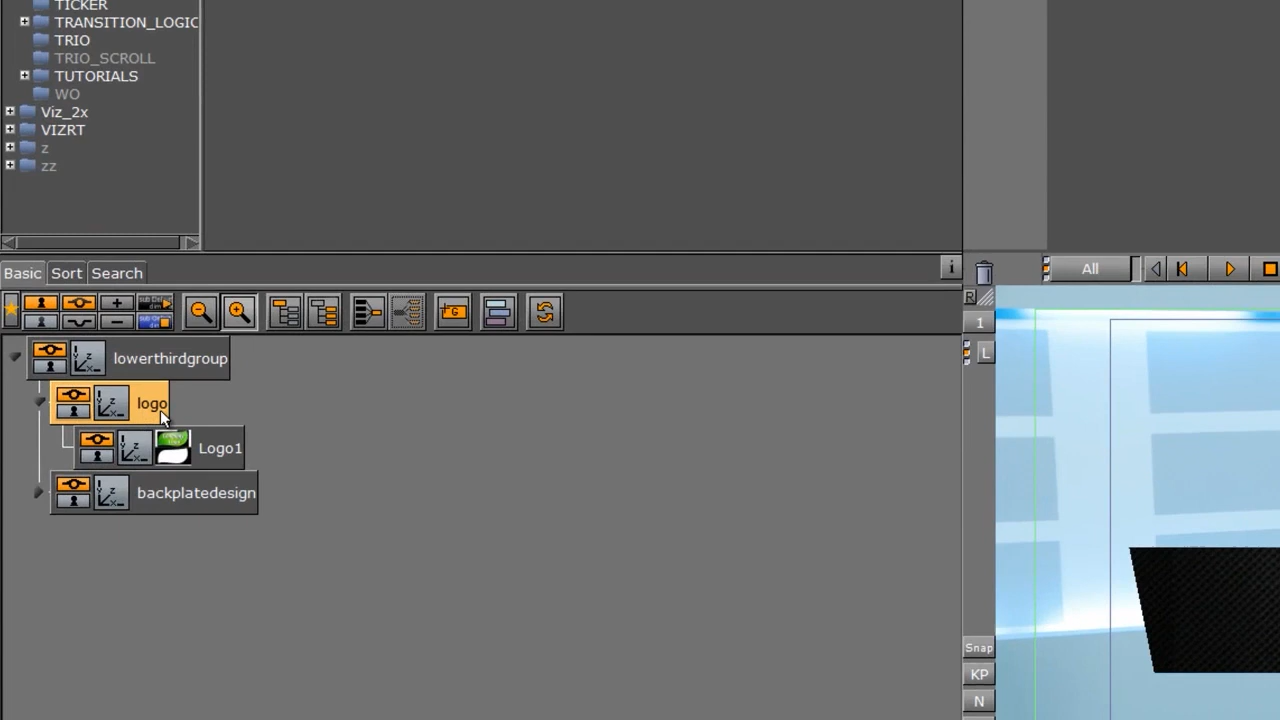 TICKER
TRANSITION_LOGIC
TRIO
TRIO_SCROLL
TUTORIALS
WO
Viz_2x
VIZRT
z
zz
Basic Sort Search
i
All
R
1
L
G
lowerthirdgroup
logo
Logo1
backplatedesign
Snap
KP
N